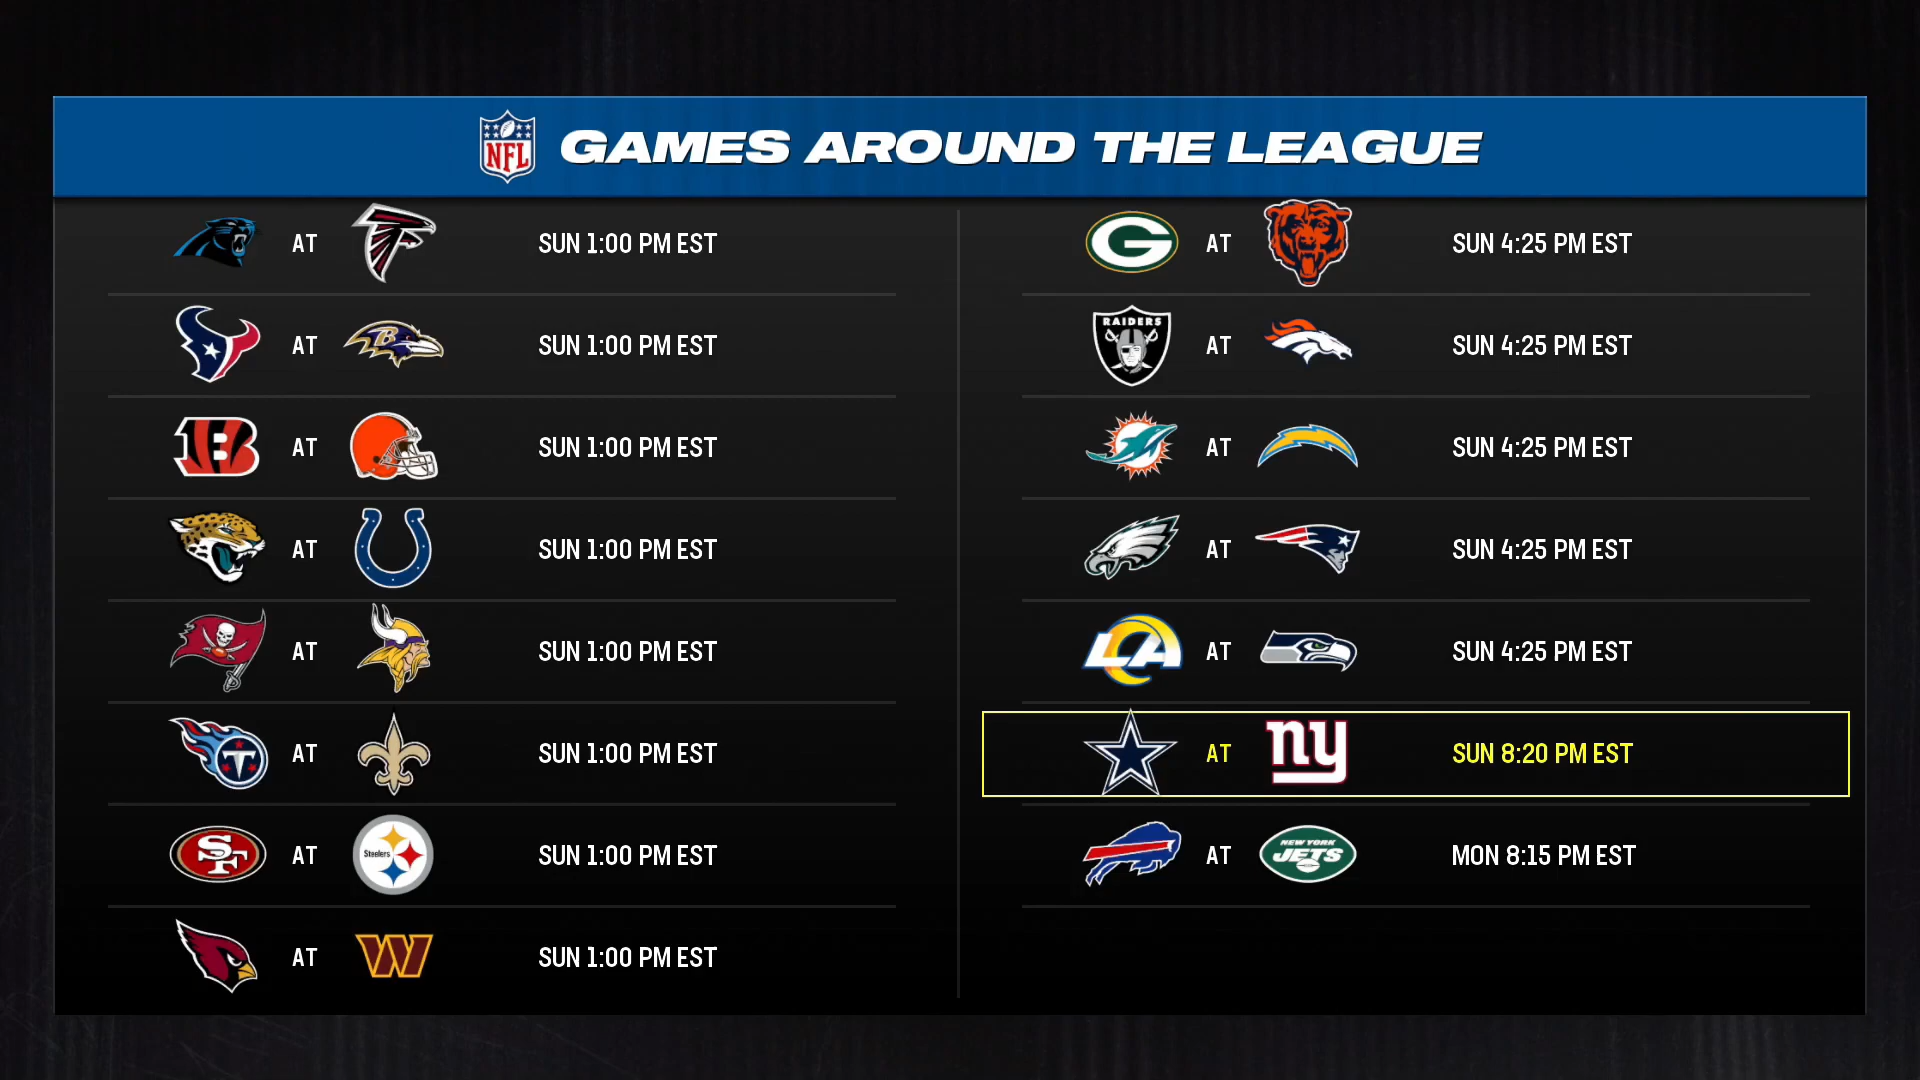 NFL GAMES AROUND THE LEAGUE
AT SUN 1:00 PM EST
AT B SUN 1:00 PM EST
B AT SUN 1:00 PM EST
AT SUN 1:00 PM EST
AT SUN 1:00 PM EST
T AT SUN 1:00 PM EST
SF AT Steelers SUN 1:00 PM EST
AT W SUN 1:00 PM EST
G AT SUN 4:25 PM EST
RAIDERS AT SUN 4:25 PM EST
AT SUN 4:25 PM EST
AT SUN 4:25 PM EST
LA AT SUN 4:25 PM EST
AT ny SUN 8:20 PM EST
AT NEW YORK JETS MON 8:15 PM EST